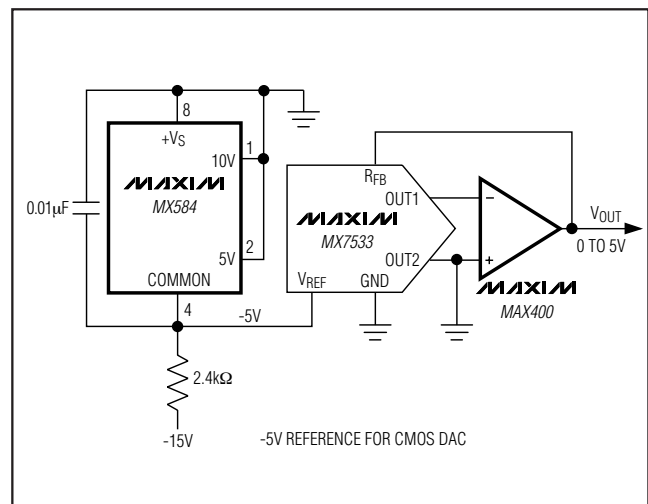 8
+VS
1
10V
MAXIM
MX584
0.01μF
2
5V
COMMON
4
-5V
2.4kΩ
-15V
RFB
OUT1
MAXIM
MX7533
OUT2
VREF
GND
−
+
MAXIM
MAX400
VOUT
0 TO 5V
-5V REFERENCE FOR CMOS DAC